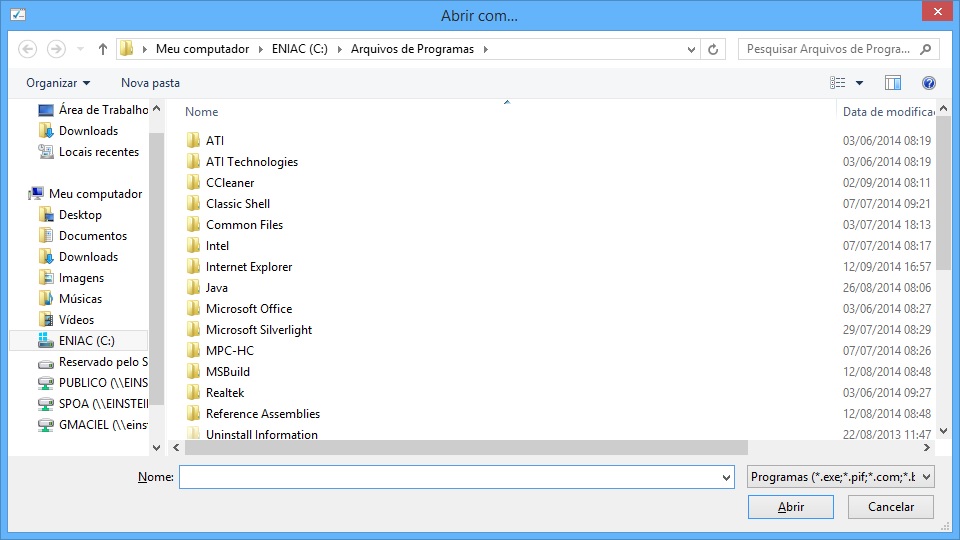 Abrir com...
Meu computador ENIAC (C:) Arquivos de Programas
Pesquisar Arquivos de Progra...
Organizar Nova pasta
Área de Trabalho
Downloads
Locais recentes
Meu computador
Desktop
Documentos
Downloads
Imagens
Músicas
Vídeos
ENIAC (C:)
Reservado pelo S
PUBLICO (\\EINS
SPOA (\\EINSTEI
GMACIEL (\\eins
Nome Data de modifica
ATI 03/06/2014 08:19
ATI Technologies 03/06/2014 08:19
CCleaner 02/09/2014 08:11
Classic Shell 07/07/2014 09:21
Common Files 03/07/2014 18:13
Intel 07/07/2014 08:17
Internet Explorer 12/09/2014 16:57
Java 26/08/2014 08:06
Microsoft Office 03/06/2014 08:27
Microsoft Silverlight 29/07/2014 08:29
MPC-HC 07/07/2014 08:26
MSBuild 12/08/2014 08:48
Realtek 03/06/2014 09:27
Reference Assemblies 12/08/2014 08:48
Uninstall Information 22/08/2013 11:47
Nome:
Programas (*.exe;*.pif;*.com;*.b
Abrir Cancelar